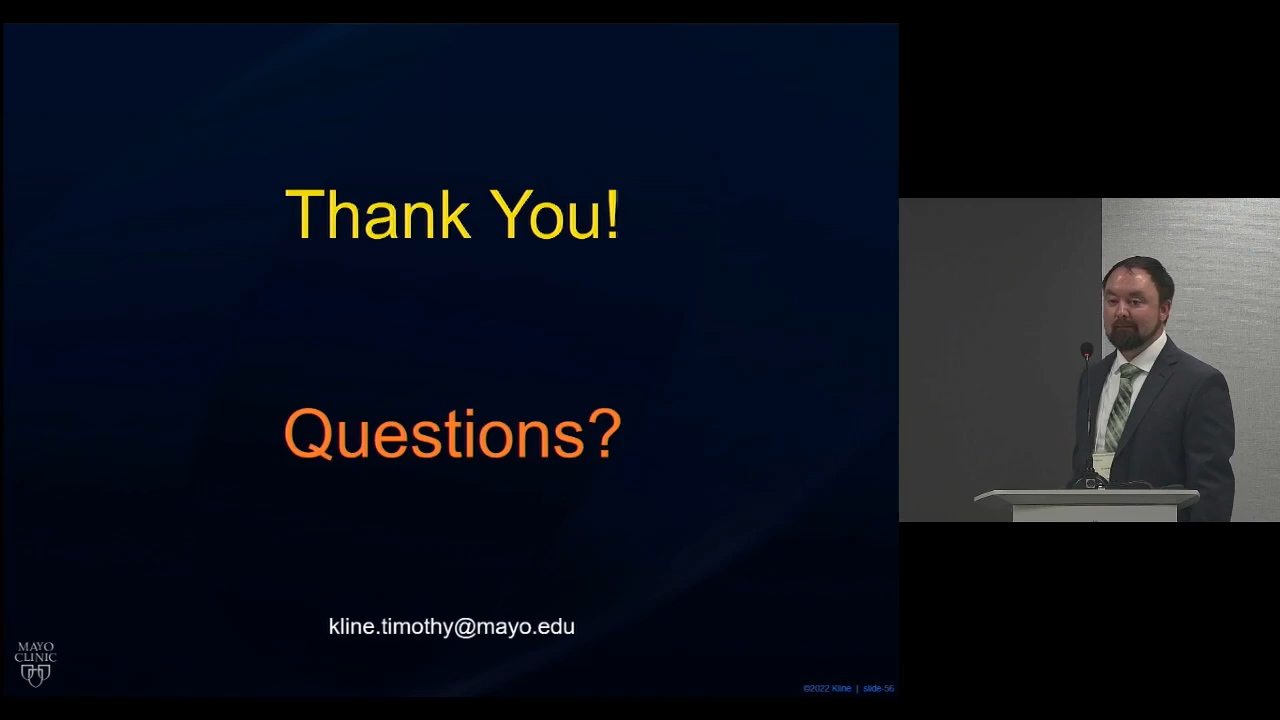 Thank You!
Questions?
kline.timothy@mayo.edu
MAYO
CLINIC
©2022 Kline | slide-56